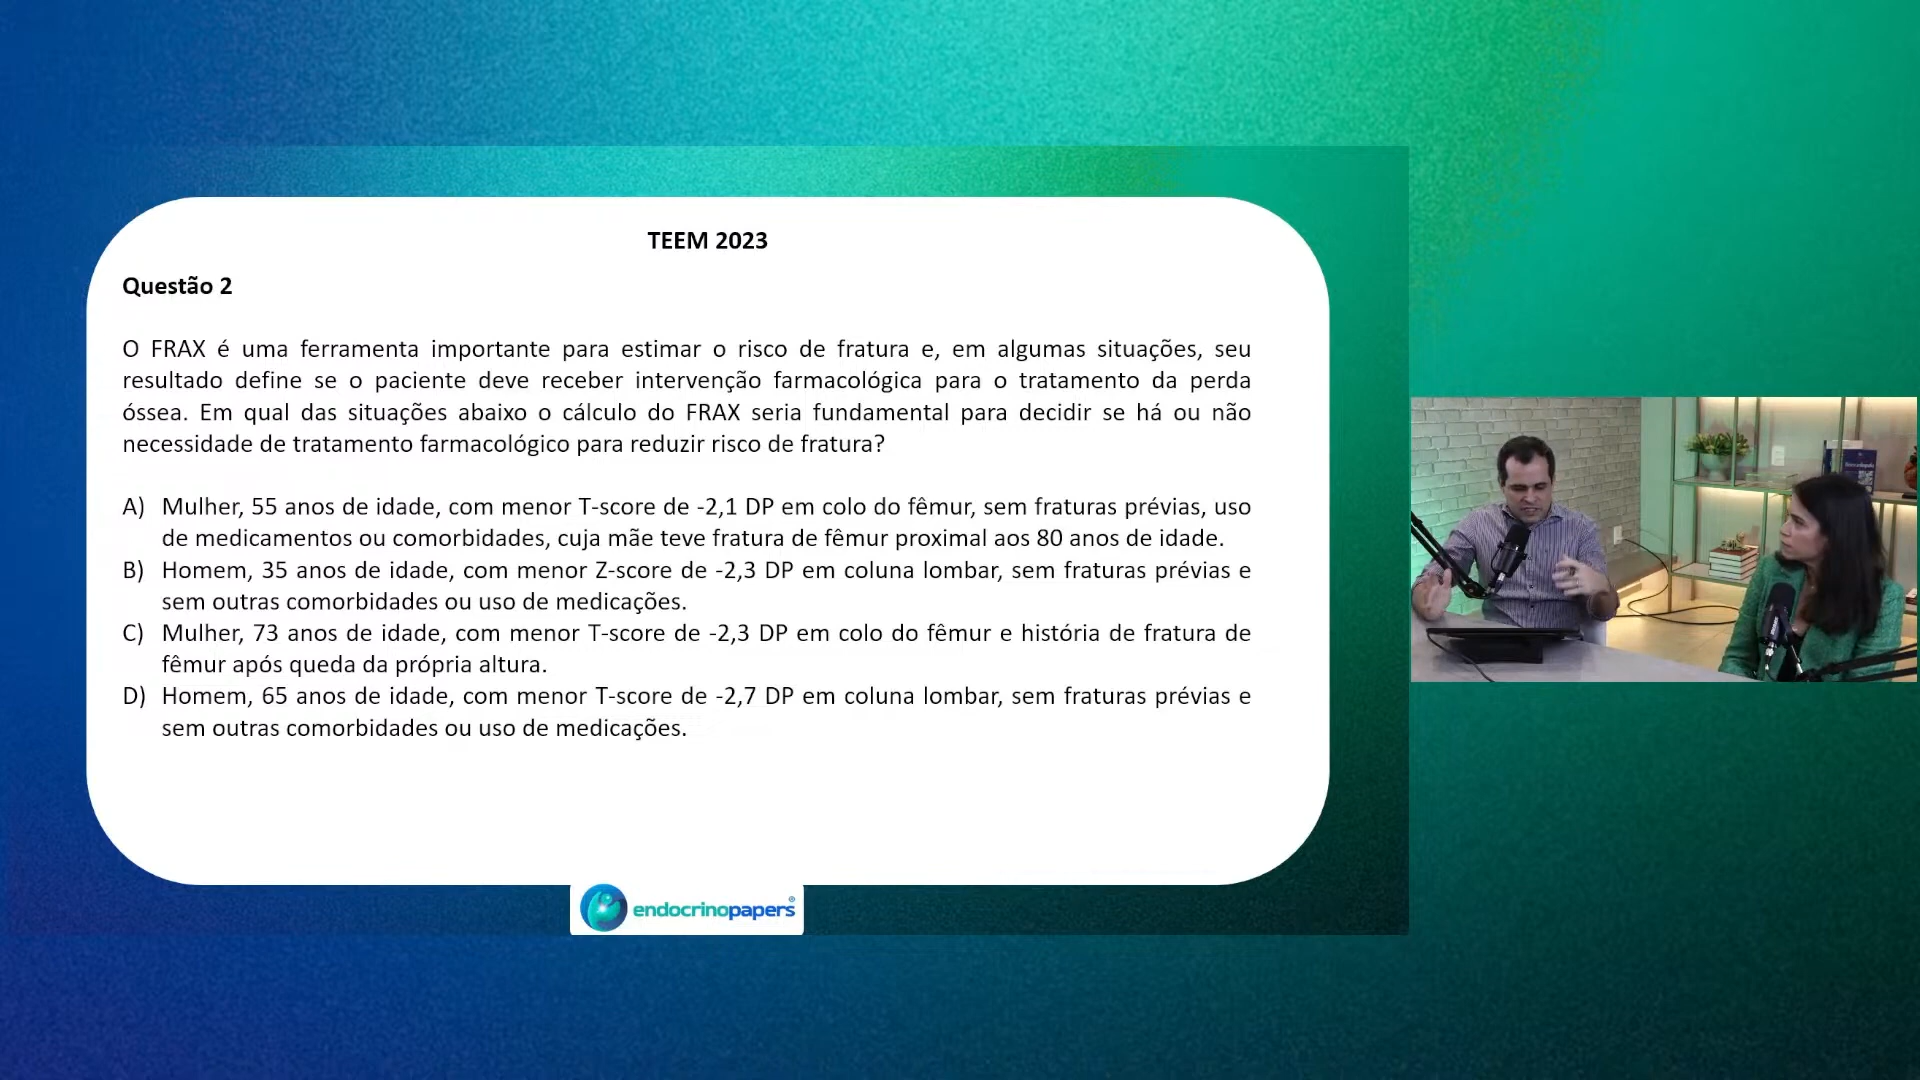 TEEM 2023
Questão 2
O FRAX é uma ferramenta importante para estimar o risco de fratura e, em algumas situações, seu
resultado define se o paciente deve receber intervenção farmacológica para o tratamento da perda
óssea. Em qual das situações abaixo o cálculo do FRAX seria fundamental para decidir se há ou não
necessidade de tratamento farmacológico para reduzir risco de fratura?
A) Mulher, 55 anos de idade, com menor T-score de -2,1 DP em colo do fêmur, sem fraturas prévias, uso
de medicamentos ou comorbidades, cuja mãe teve fratura de fêmur proximal aos 80 anos de idade.
B) Homem, 35 anos de idade, com menor Z-score de -2,3 DP em coluna lombar, sem fraturas prévias e
sem outras comorbidades ou uso de medicações.
C) Mulher, 73 anos de idade, com menor T-score de -2,3 DP em colo do fêmur e história de fratura de
fêmur após queda da própria altura.
D) Homem, 65 anos de idade, com menor T-score de -2,7 DP em coluna lombar, sem fraturas prévias e
sem outras comorbidades ou uso de medicações.
endocrinopapers®